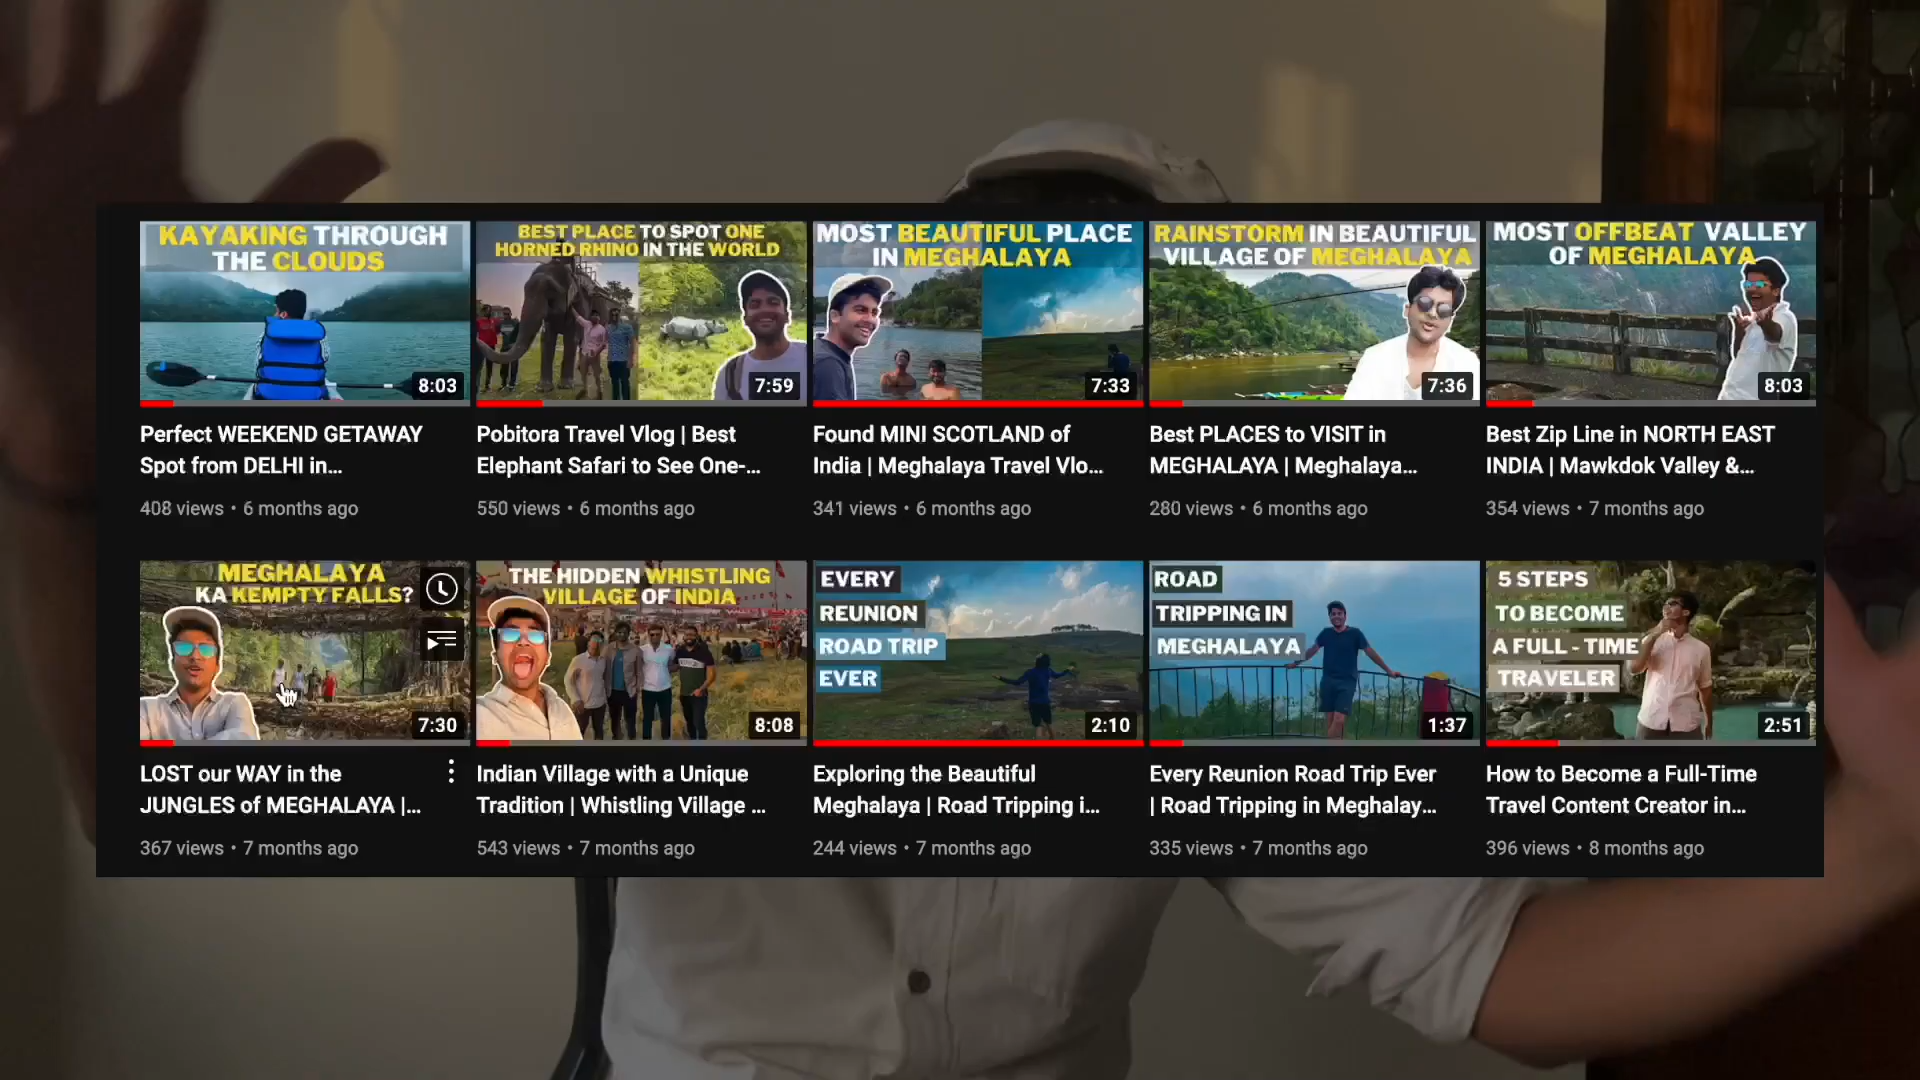 KAYAKING THROUGH
THE CLOUDS
8:03
Perfect WEEKEND GETAWAY
Spot from DELHI in...
408 views • 6 months ago
BEST PLACE TO SPOT ONE
HORNED RHINO IN THE WORLD
7:59
Pobitora Travel Vlog | Best
Elephant Safari to See One-...
550 views • 6 months ago
MOST BEAUTIFUL PLACE
IN MEGHALAYA
7:33
Found MINI SCOTLAND of
India | Meghalaya Travel Vlo...
341 views • 6 months ago
RAINSTORM IN BEAUTIFUL
VILLAGE OF MEGHALAYA
7:36
Best PLACES to VISIT in
MEGHALAYA | Meghalaya...
280 views • 6 months ago
MOST OFFBEAT VALLEY
OF MEGHALAYA
8:03
Best Zip Line in NORTH EAST
INDIA | Mawkdok Valley &...
354 views • 7 months ago
MEGHALAYA
KA KEMPTY FALLS?
7:30
LOST our WAY in the
JUNGLES of MEGHALAYA |...
367 views • 7 months ago
THE HIDDEN WHISTLING
VILLAGE OF INDIA
8:08
Indian Village with a Unique
Tradition | Whistling Village ...
543 views • 7 months ago
EVERY
REUNION
ROAD TRIP
EVER
2:10
Exploring the Beautiful
Meghalaya | Road Tripping i...
244 views • 7 months ago
ROAD
TRIPPING IN
MEGHALAYA
1:37
Every Reunion Road Trip Ever
| Road Tripping in Meghalay...
335 views • 7 months ago
5 STEPS
TO BECOME
A FULL - TIME
TRAVELER
2:51
How to Become a Full-Time
Travel Content Creator in...
396 views • 8 months ago